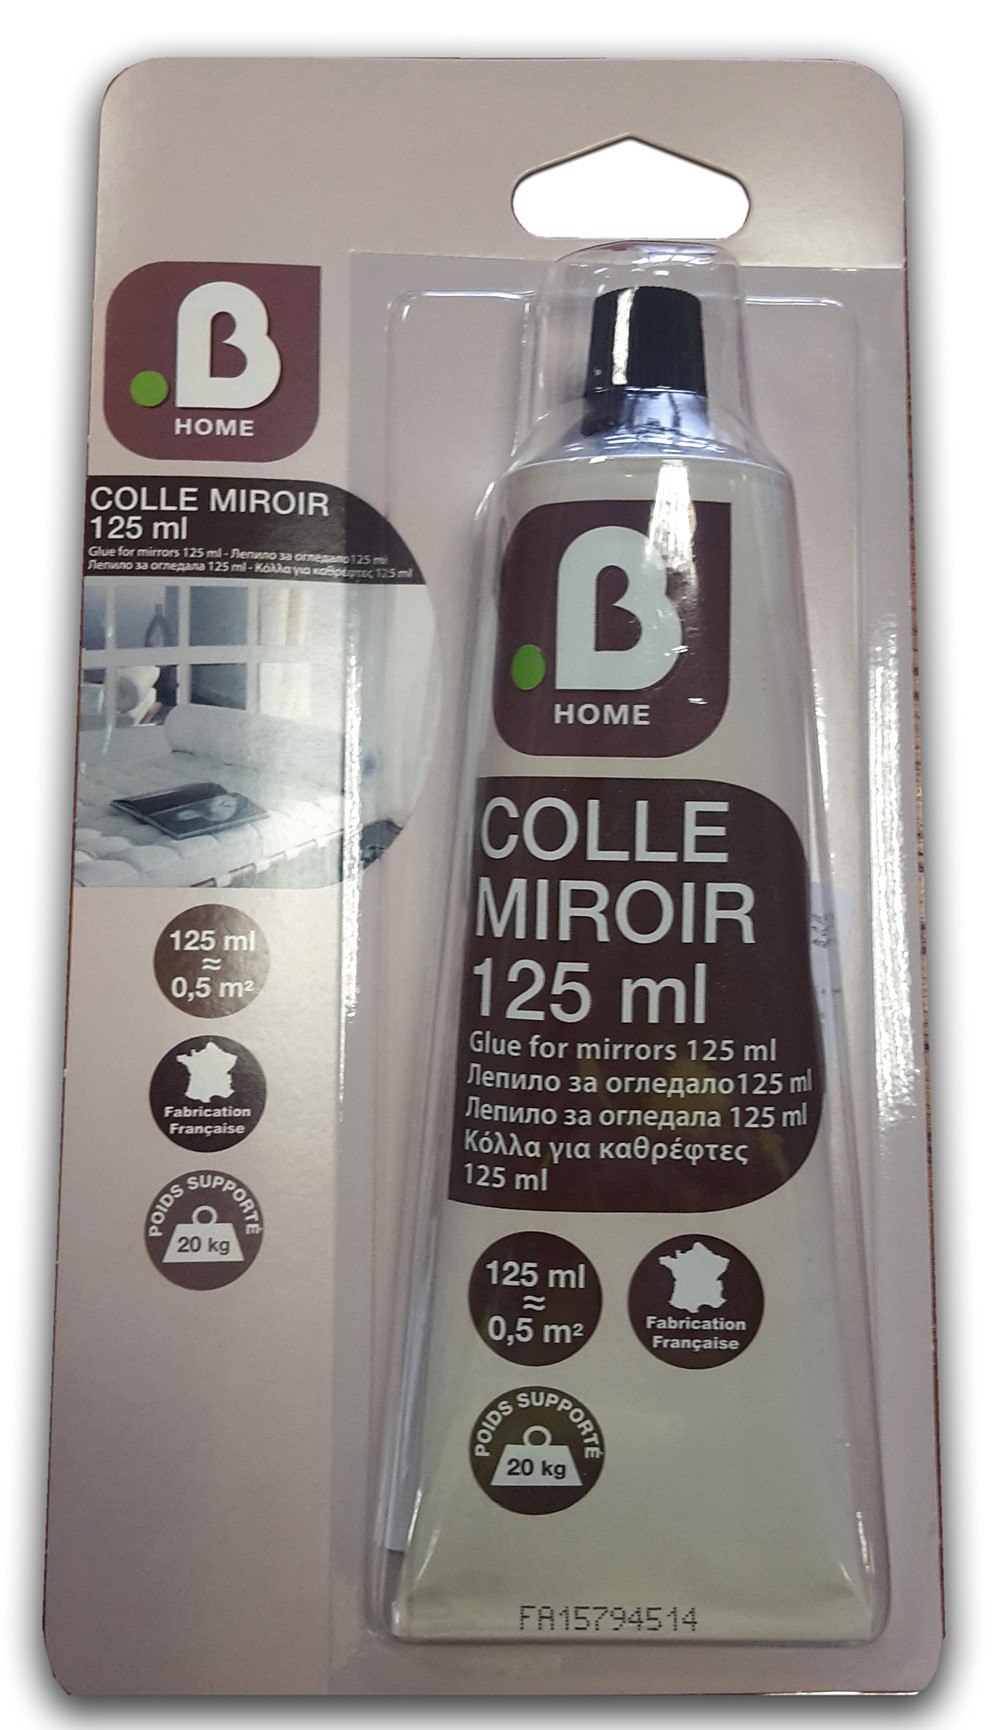 B
HOME
COLLE MIROIR
125 ml
Glue for mirrors 125 ml - Лепило за огледало 125 ml
Лепило за огледала 125 ml - Κόλλα για καθρέφτες 125 ml
125 ml
≈
0,5 m²
Fabrication
Française
POIDS SUPPORTÉ
20 kg
B
HOME
COLLE
MIROIR
125 ml
Glue for mirrors 125 ml
Лепило за огледало125 ml
Лепило за огледала 125 ml
Κόλλα για καθρέφτες
125 ml
125 ml
≈
0,5 m²
Fabrication
Française
POIDS SUPPORTÉ
20 kg
FA15794514